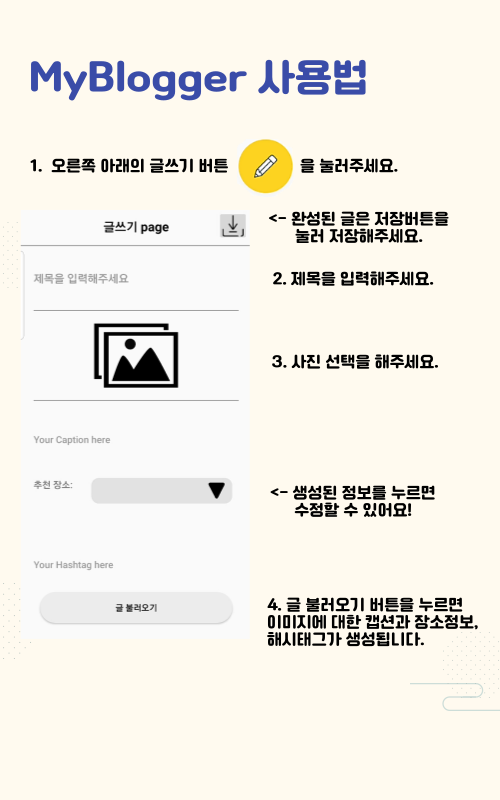 MyBlogger 사용법
1. 오른쪽 아래의 글쓰기 버튼 을 눌러주세요.
글쓰기 page
<- 완성된 글은 저장버튼을
눌러 저장해주세요.
제목을 입력해주세요
2. 제목을 입력해주세요.
3. 사진 선택을 해주세요.
Your Caption here
추천 장소:
<- 생성된 정보를 누르면
수정할 수 있어요!
Your Hashtag here
글 불러오기
4. 글 불러오기 버튼을 누르면
이미지에 대한 캡션과 장소정보,
해시태그가 생성됩니다.